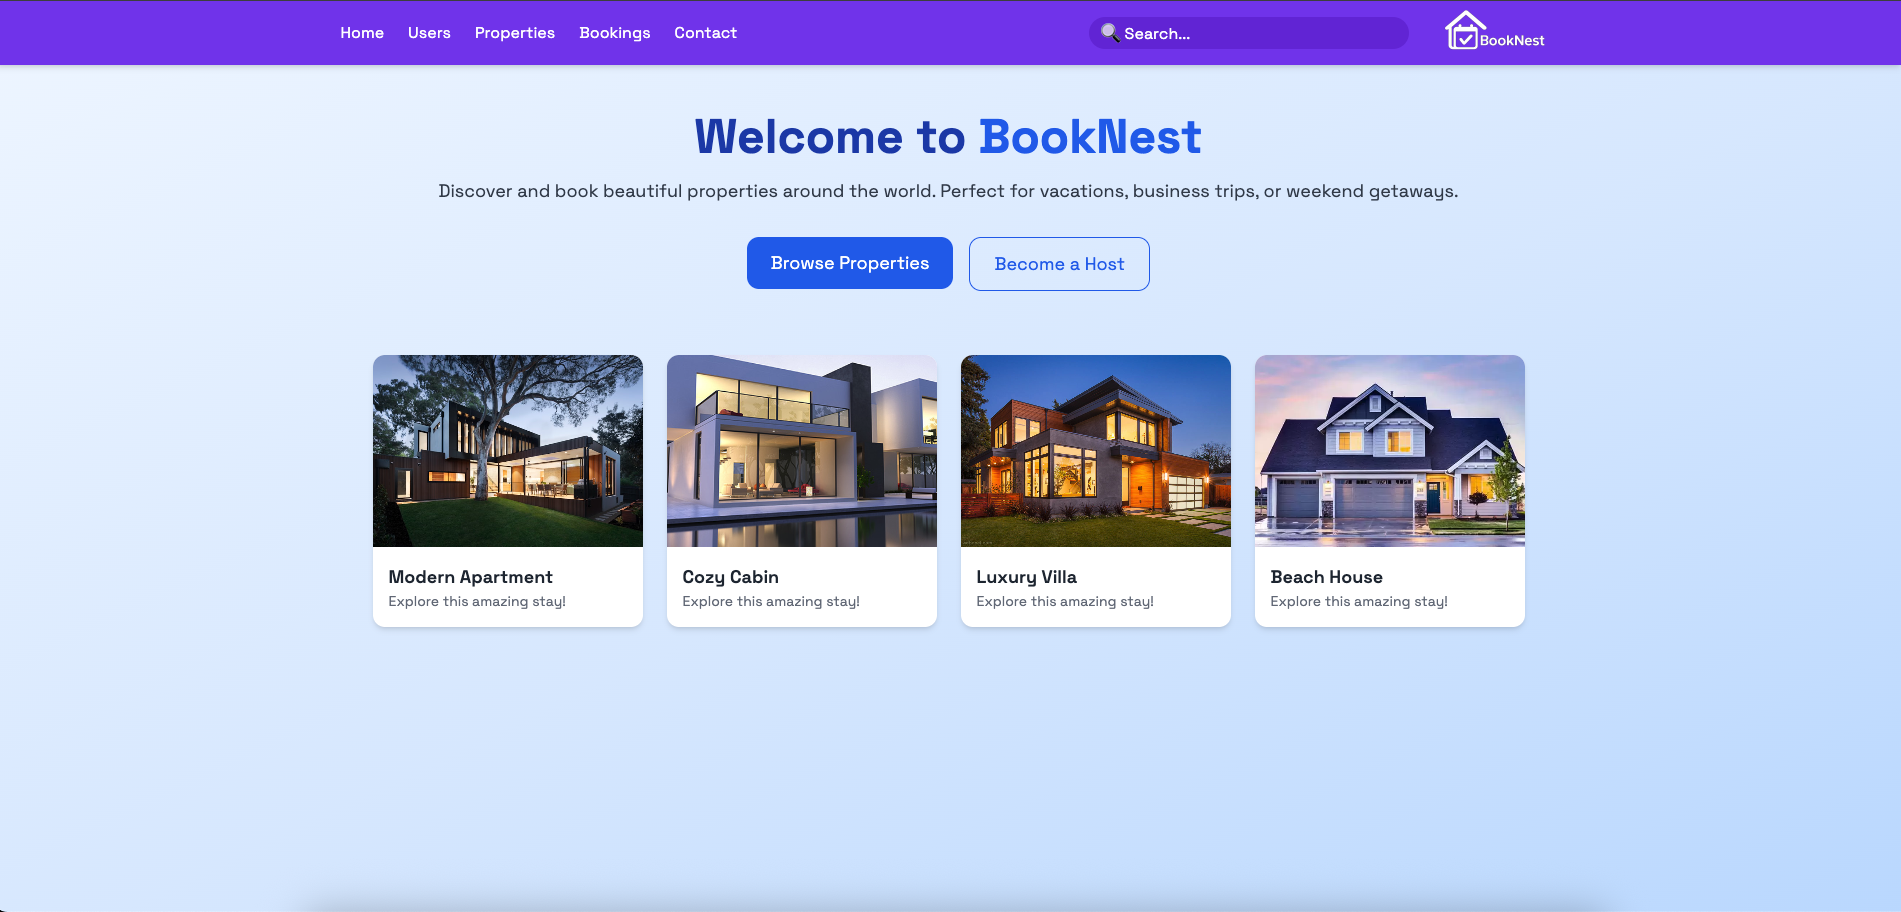 Home Users Properties Bookings Contact 🔍 Search... BookNest
Welcome to BookNest
Discover and book beautiful properties around the world. Perfect for vacations, business trips, or weekend getaways.
Browse Properties Become a Host
Modern Apartment
Explore this amazing stay!
Cozy Cabin
Explore this amazing stay!
Luxury Villa
Explore this amazing stay!
Beach House
Explore this amazing stay!